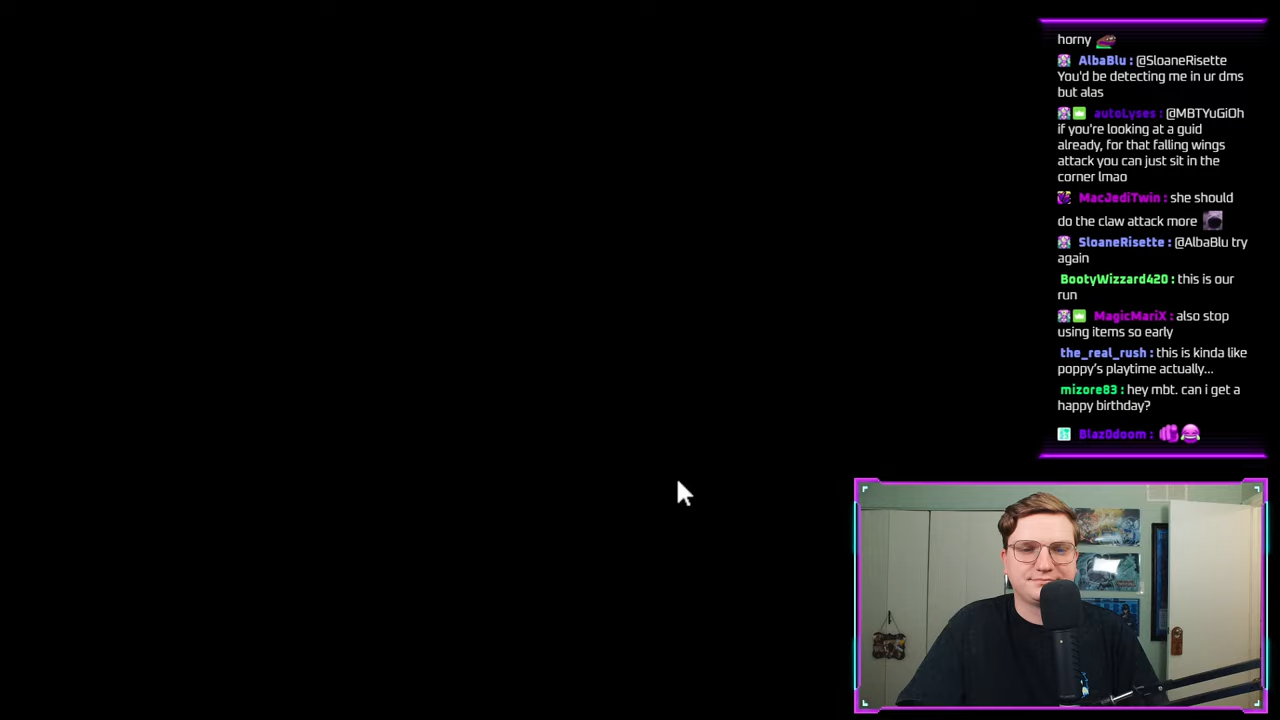 horny
AlbaBlu : @SloaneRisette
You'd be detecting me in ur dms
but alas
autoLyses : @MBTYuGiOh
if you're looking at a guid
already, for that falling wings
attack you can just sit in the
corner lmao
MacJediTwin : she should
do the claw attack more
SloaneRisette : @AlbaBlu try
again
BootyWizzard420 : this is our
run
MagicMariX : also stop
using items so early
the_real_rush : this is kinda like
poppy’s playtime actually...
mizore83 : hey mbt. can i get a
happy birthday?
Blaz0doom :